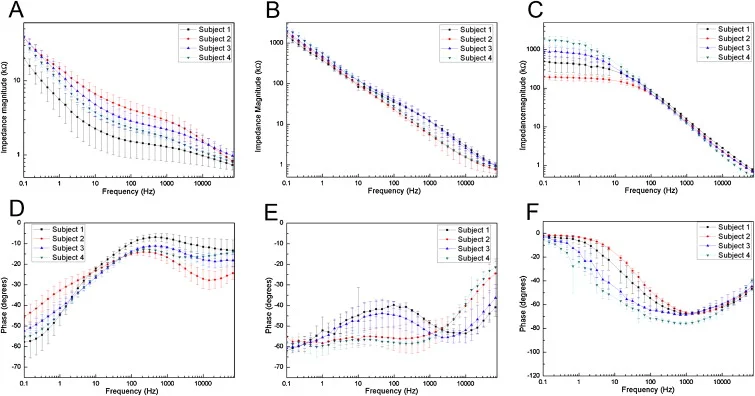 A
Impedance magnitude (kΩ)
10
1
Subject 1
Subject 2
Subject 3
Subject 4
0.1 1 10 100 1000 10000
Frequency (Hz)
B
Impedance Magnitude (kΩ)
1000
100
10
1
Subject 1
Subject 2
Subject 3
Subject 4
0.1 1 10 100 1000 10000
Frequency (Hz)
C
Impedancemagnitude (kΩ)
1000
100
10
1
Subject 1
Subject 2
Subject 3
Subject 4
0.1 1 10 100 1000 10000
Frequency (Hz)
D
Phase (degrees)
0
-10
-20
-30
-40
-50
-60
-70
Subject 1
Subject 2
Subject 3
Subject 4
0.1 1 10 100 1000 10000
Frequency (Hz)
E
Phase (degrees)
0
-10
-20
-30
-40
-50
-60
-70
Subject 1
Subject 2
Subject 3
Subject 4
0.1 1 10 100 1000 10000
Frequency (Hz)
F
Phase (degrees)
0
-20
-40
-60
-80
-100
-120
Subject 1
Subject 2
Subject 3
Subject 4
0.1 1 10 100 1000 10000
Frequency (Hz)